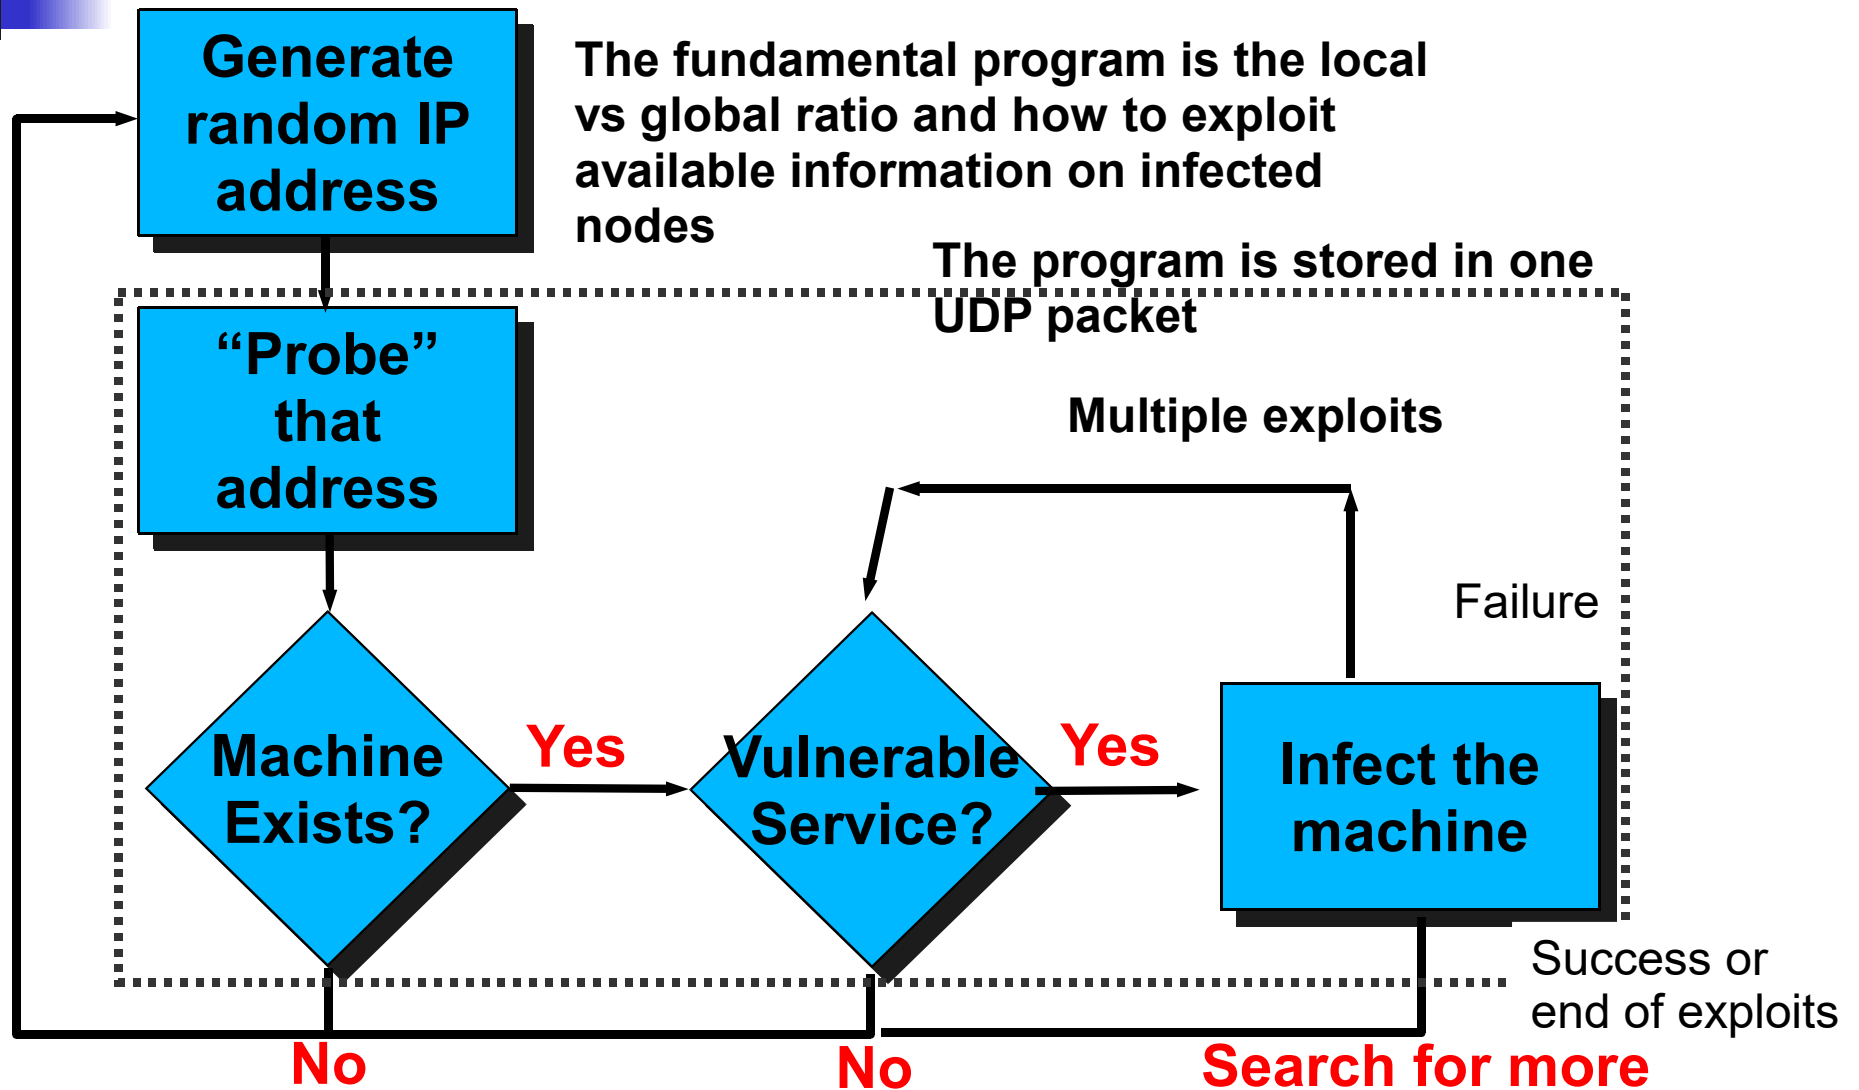 Generate
random IP
address
The fundamental program is the local
vs global ratio and how to exploit
available information on infected
nodes
The program is stored in one
UDP packet
“Probe”
that
address
Multiple exploits
Failure
Machine
Exists?
Yes
Vulnerable
Service?
Yes
Infect the
machine
Success or
end of exploits
No
No
Search for more